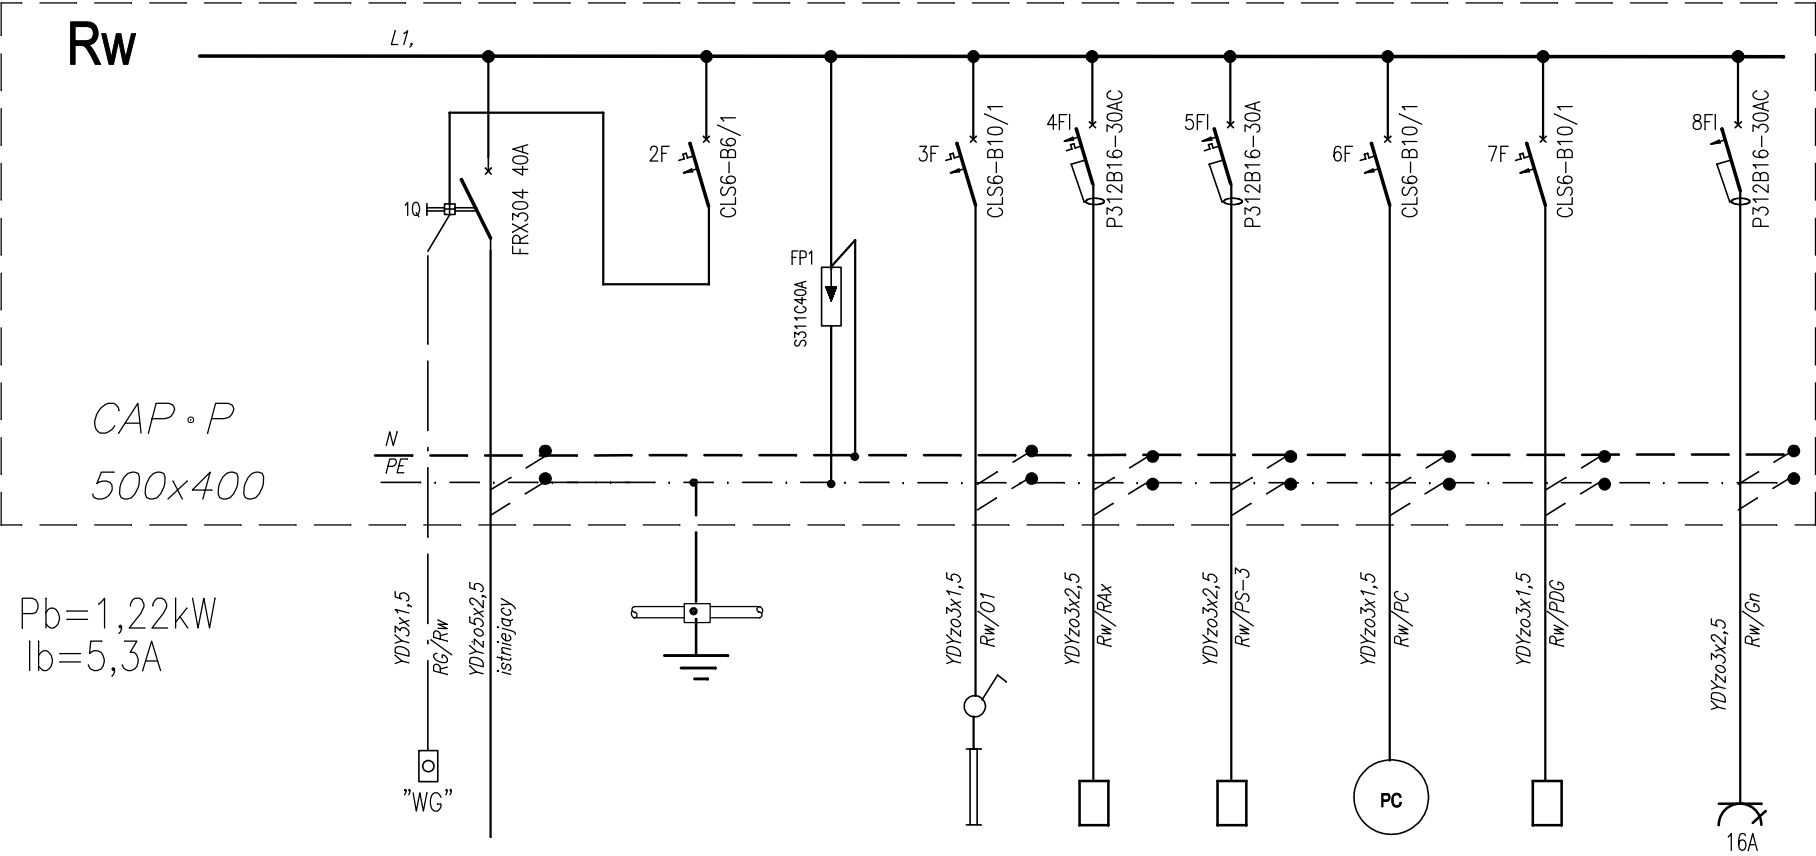 Rw
L1,
1Q
FRX304 40A
2F
CLS6-B6/1
FP1
S311C40A
3F
CLS6-B10/1
4FI
P312B16-30AC
5FI
P312B16-30A
6F
CLS6-B10/1
7F
CLS6-B10/1
8FI
P312B16-30AC
CAP·P
500x400
N
PE
Pb=1,22kW
Ib=5,3A
YDY3x1,5
RG/Rw
YDYżo5x2,5
istniejący
YDYżo3x1,5
Rw/O1
YDYżo3x2,5
Rw/RAx
YDYżo3x2,5
Rw/PS-3
YDYżo3x1,5
Rw/PC
YDYżo3x1,5
Rw/PDG
YDYżo3x2,5
Rw/Gn
"WG"
PC
16A